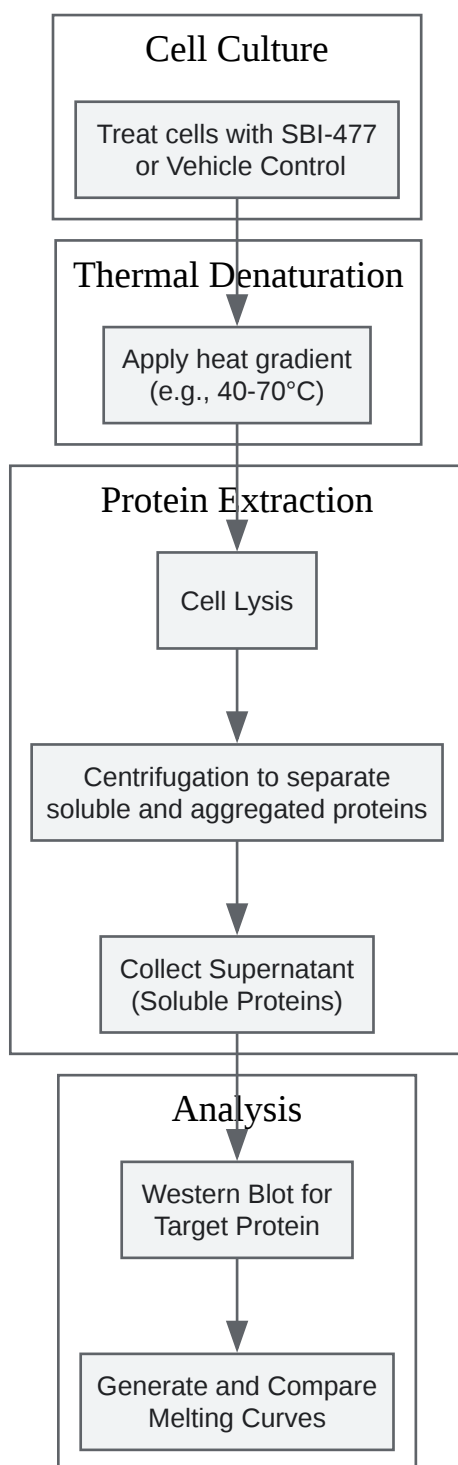 Cell Culture
Treat cells with SBI-477
or Vehicle Control
Thermal Denaturation
Apply heat gradient
(e.g., 40-70°C)
Protein Extraction
Cell Lysis
Centrifugation to separate
soluble and aggregated proteins
Collect Supernatant
(Soluble Proteins)
Analysis
Western Blot for
Target Protein
Generate and Compare
Melting Curves